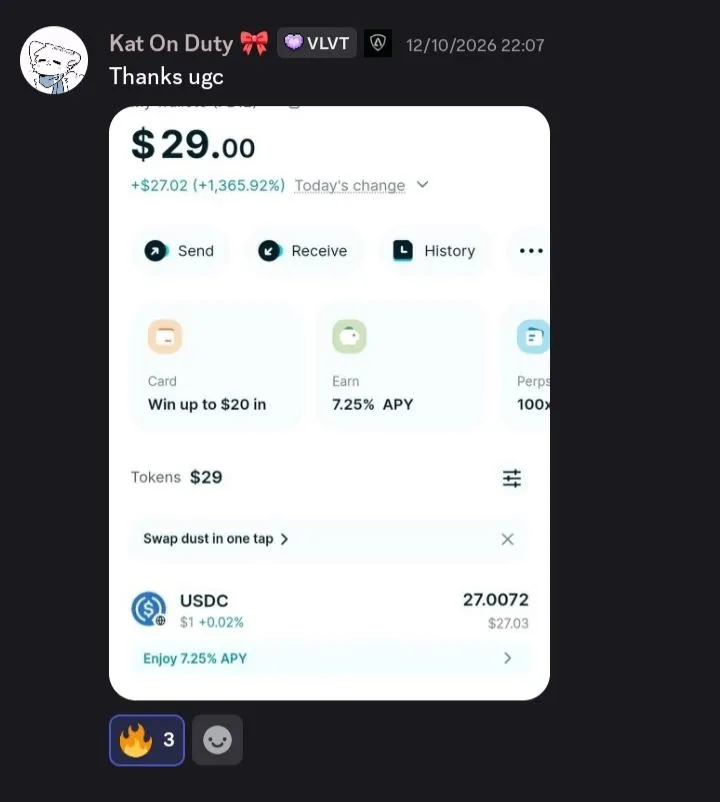 Kat On Duty 🎀 VLVT 12/10/2026 22:07
Thanks ugc
$29.00
+$27.02 (+1,365.92%) Today's change
Send Receive History
Card Earn Perps
Win up to $20 in 7.25% APY 100x
Tokens $29
Swap dust in one tap
USDC 27.0072
$1 +0.02% $27.03
Enjoy 7.25% APY
🔥 3